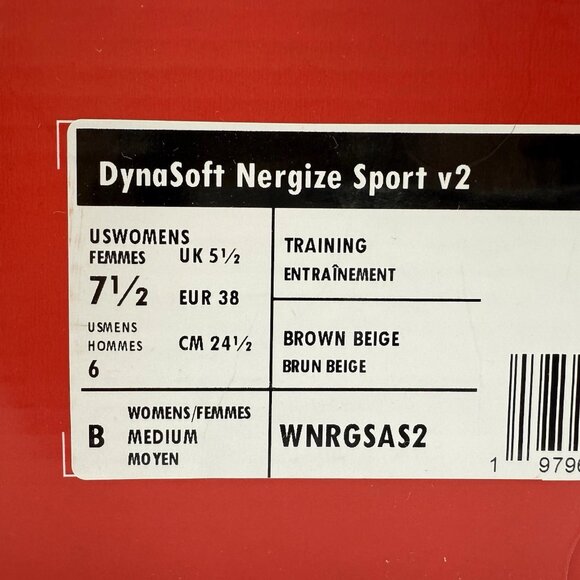 DynaSoft Nergize Sport v2
USWOMENS
FEMMES UK 5½
7½ EUR 38
USMENS
HOMMES CM 24½
6
TRAINING
ENTRAÎNEMENT
BROWN BEIGE
BRUN BEIGE
B WOMENS/FEMMES
MEDIUM
MOYEN
WNRGSAS2
1 9796